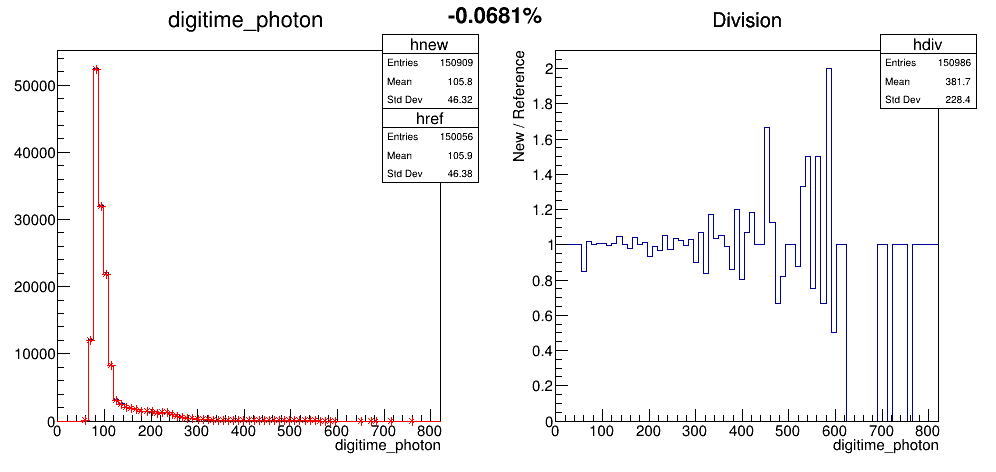 -0.0681%
digitime_photon
hnew
Entries 150909
Mean 105.8
Std Dev 46.32
href
Entries 150056
Mean 105.9
Std Dev 46.38
50000
40000
30000
20000
10000
0
0 100 200 300 400 500 600 700 800
digitime_photon
Division
hdiv
Entries 150986
Mean 381.7
Std Dev 228.4
New / Reference
2
1.8
1.6
1.4
1.2
1
0.8
0.6
0.4
0.2
0
0 100 200 300 400 500 600 700 800
digitime_photon